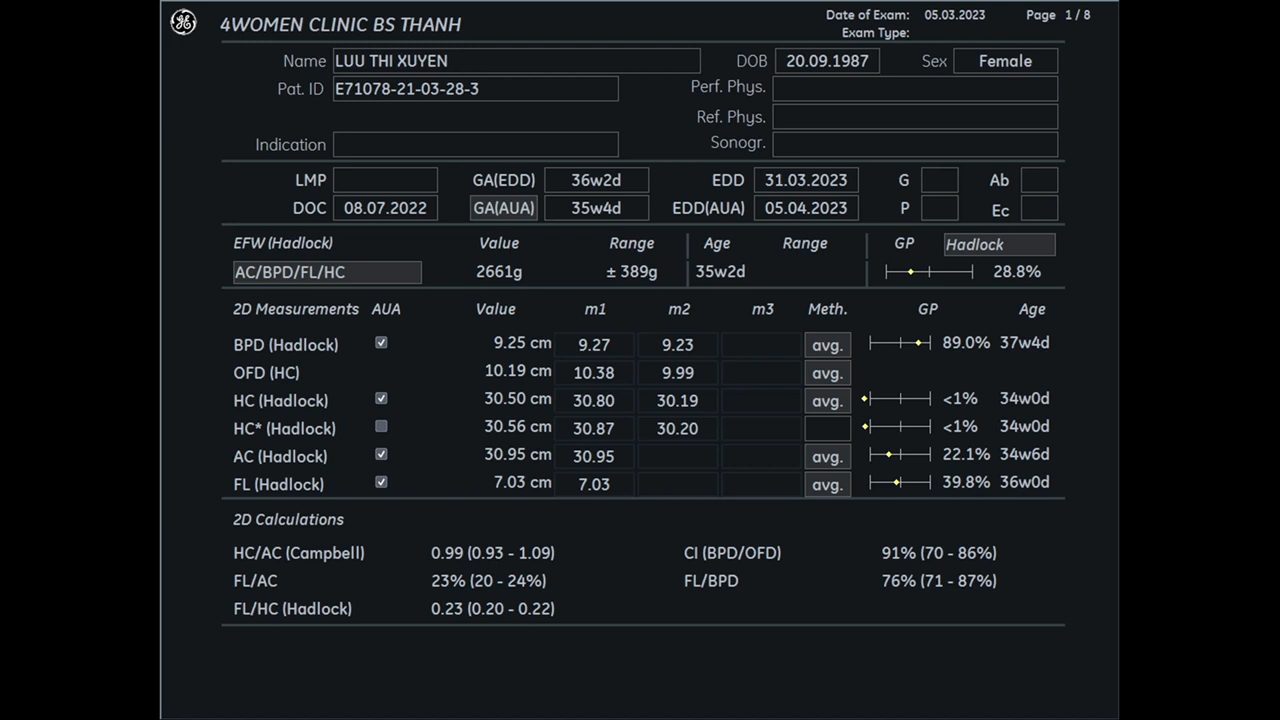 4WOMEN CLINIC BS THANH Date of Exam: 05.03.2023 Page 1 / 8
Exam Type:
Name LUU THI XUYEN DOB 20.09.1987 Sex Female
Pat. ID E71078-21-03-28-3 Perf. Phys.
Ref. Phys.
Indication Sonogr.
LMP GA(EDD) 36w2d EDD 31.03.2023 G Ab
DOC 08.07.2022 GA(AUA) 35w4d EDD(AUA) 05.04.2023 P Ec
EFW (Hadlock) Value Range Age Range GP Hadlock
AC/BPD/FL/HC 2661g ± 389g 35w2d 28.8%
2D Measurements AUA Value m1 m2 m3 Meth. GP Age
BPD (Hadlock) 9.25 cm 9.27 9.23 avg. 89.0% 37w4d
OFD (HC) 10.19 cm 10.38 9.99 avg.
HC (Hadlock) 30.50 cm 30.80 30.19 avg. <1% 34w0d
HC* (Hadlock) 30.56 cm 30.87 30.20 <1% 34w0d
AC (Hadlock) 30.95 cm 30.95 avg. 22.1% 34w6d
FL (Hadlock) 7.03 cm 7.03 avg. 39.8% 36w0d
2D Calculations
HC/AC (Campbell) 0.99 (0.93 - 1.09) CI (BPD/OFD) 91% (70 - 86%)
FL/AC 23% (20 - 24%) FL/BPD 76% (71 - 87%)
FL/HC (Hadlock) 0.23 (0.20 - 0.22)